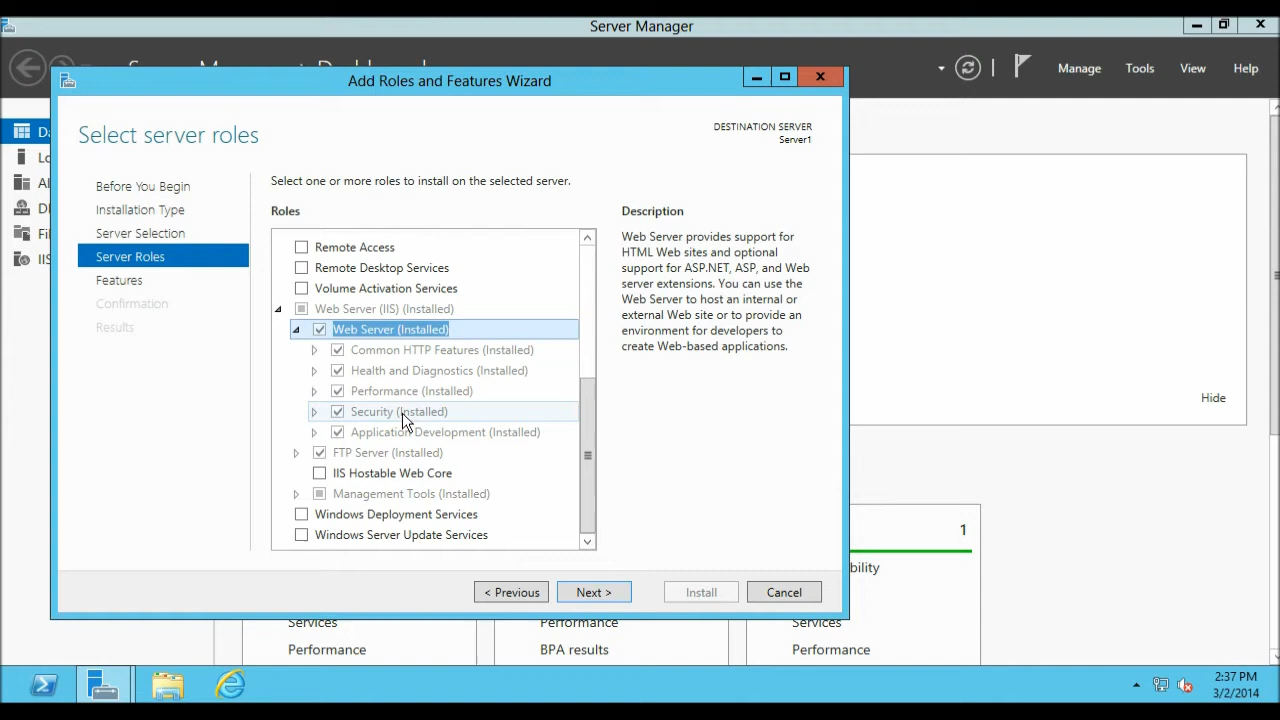 Server Manager
Manage
Tools
View
Help
Add Roles and Features Wizard
Select server roles
DESTINATION SERVER
Server1
Before You Begin
Installation Type
Server Selection
Server Roles
Features
Confirmation
Results
Select one or more roles to install on the selected server.
Roles
Remote Access
Remote Desktop Services
Volume Activation Services
Web Server (IIS) (Installed)
Web Server (Installed)
Common HTTP Features (Installed)
Health and Diagnostics (Installed)
Performance (Installed)
Security (Installed)
Application Development (Installed)
FTP Server (Installed)
IIS Hostable Web Core
Management Tools (Installed)
Windows Deployment Services
Windows Server Update Services
Description
Web Server provides support for
HTML Web sites and optional
support for ASP.NET, ASP, and Web
server extensions. You can use the
Web Server to host an internal or
external Web site or to provide an
environment for developers to
create Web-based applications.
Hide
1
bility
< Previous
Next >
Install
Cancel
Services
Performance
Services
Performance
BPA results
Performance
2:37 PM
3/2/2014